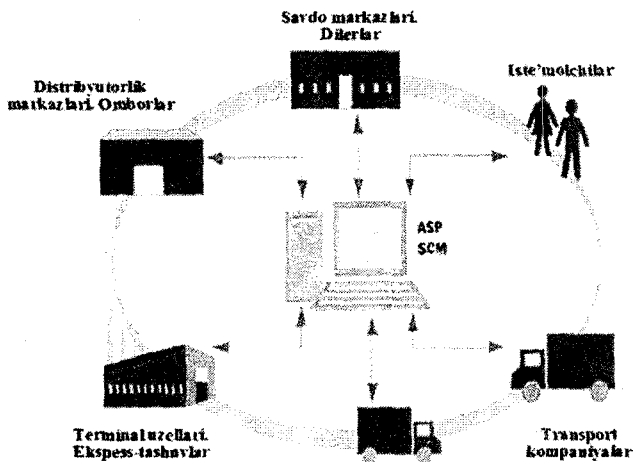 Savdo markazlari.
Dilerlar
Iste'molchilar
Distribyutorlik
markazlari. Omborlar
ASP
SCM
Terminal uzellari.
Ekspess-tashuvlar
Transport
kompaniyalar